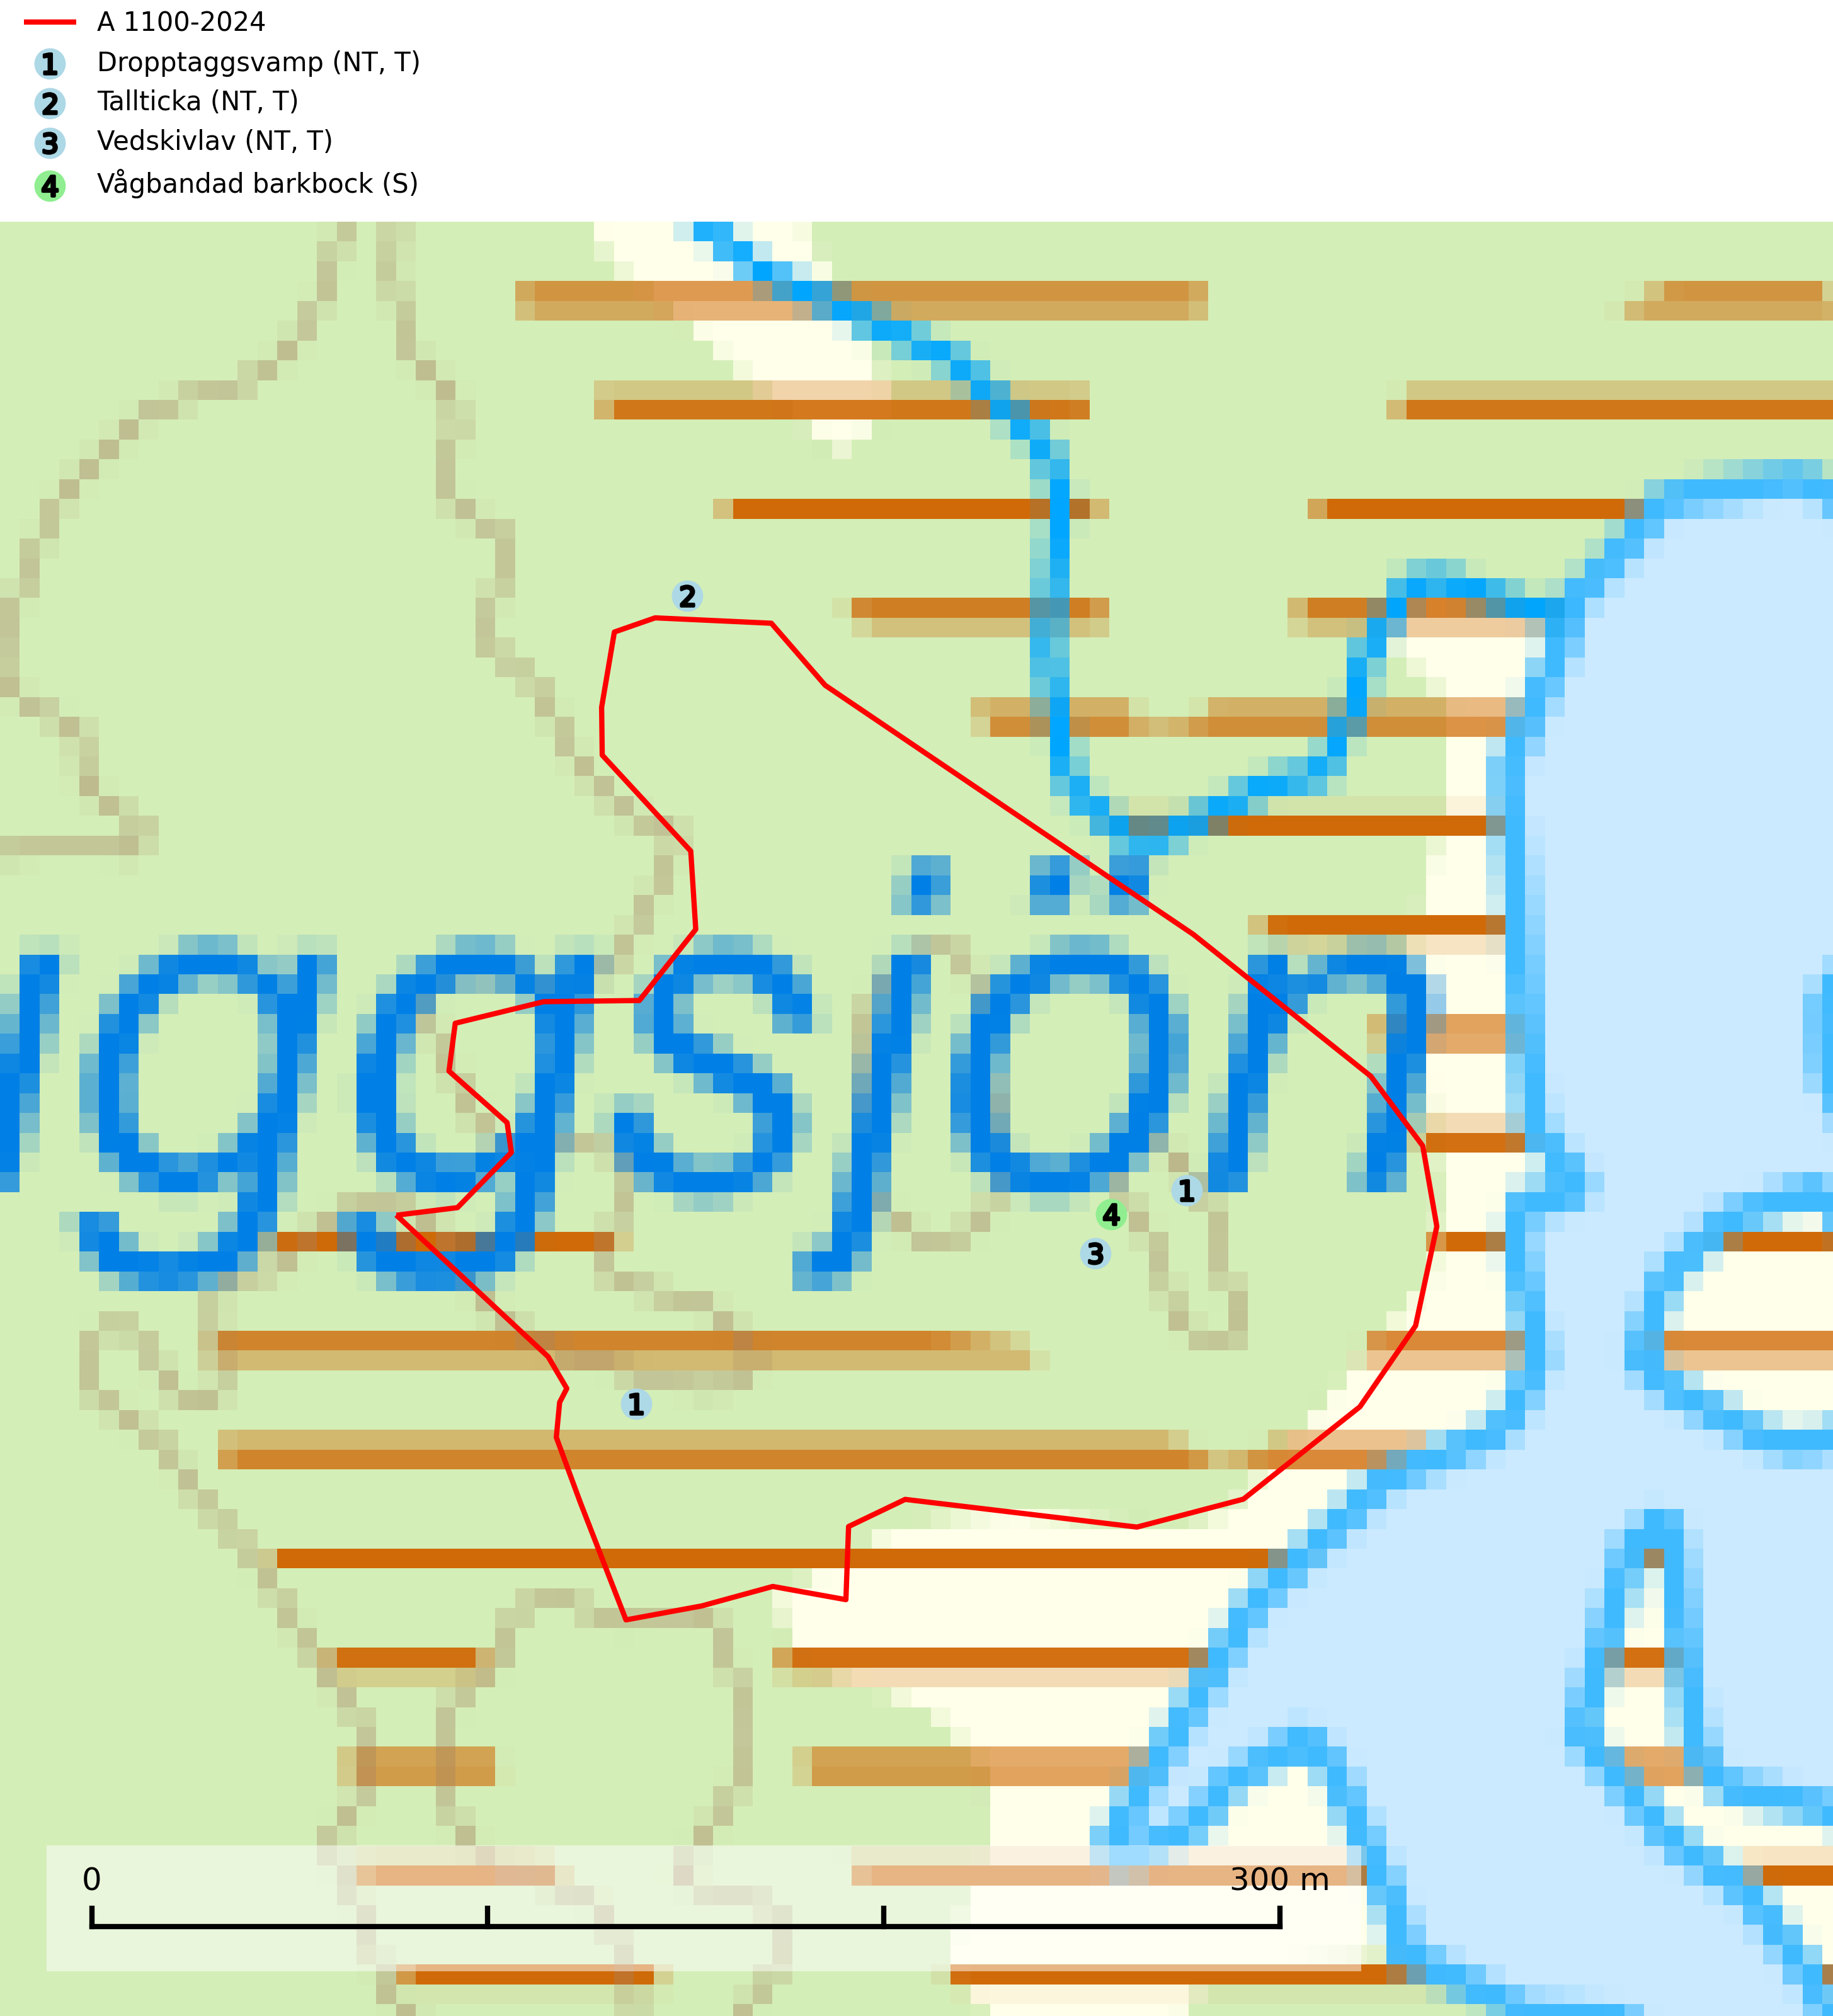 A 1100-2024
1 Dropptaggsvamp (NT, T)
2 Tallticka (NT, T)
3 Vedskivlav (NT, T)
4 Vågbandad barkbock (S)
2
1
4
3
1
0 300 m